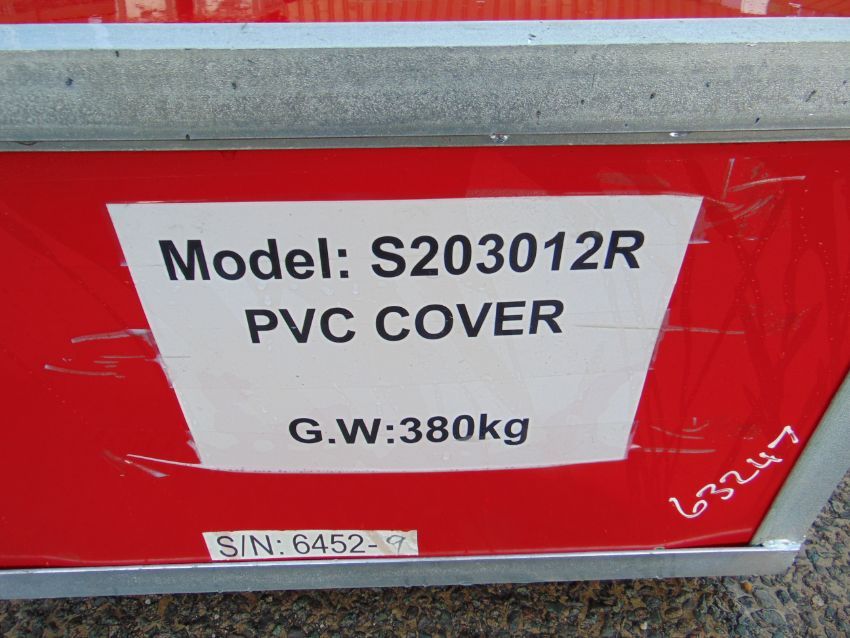 Model: S203012R
PVC COVER
G.W:380kg
63247
S/N: 6452-9